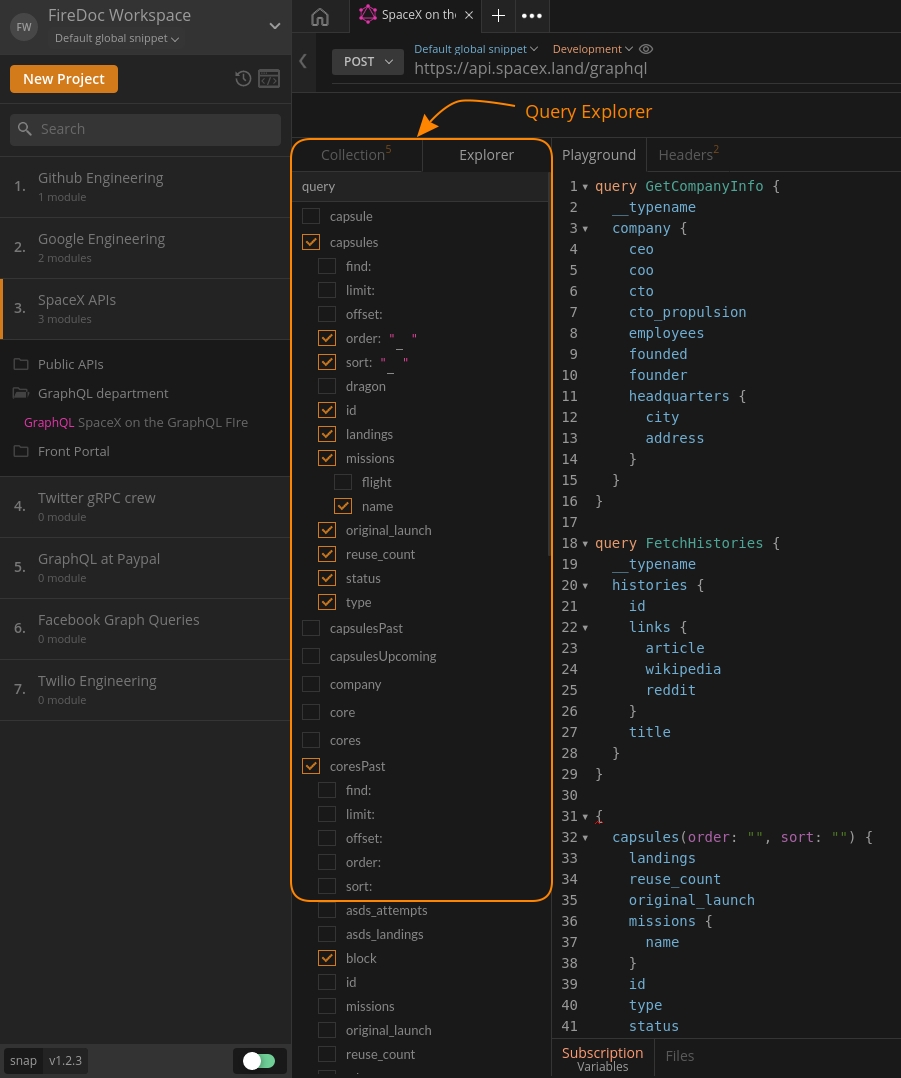 FW
FireDoc Workspace
Default global snippet
New Project
Search
1. Github Engineering
1 module
2. Google Engineering
2 modules
3. SpaceX APIs
3 modules
Public APIs
GraphQL department
GraphQL SpaceX on the GraphQL FIre
Front Portal
4. Twitter gRPC crew
0 module
5. GraphQL at Paypal
0 module
6. Facebook Graph Queries
0 module
7. Twilio Engineering
0 module
snap v1.2.3
SpaceX on the
POST
Default global snippet Development
https://api.spacex.land/graphql
Query Explorer
Collection 5 Explorer
query
capsule
capsules
find:
limit:
offset:
order: "_ "
sort: "_ "
dragon
id
landings
missions
flight
name
original_launch
reuse_count
status
type
capsulesPast
capsulesUpcoming
company
core
cores
coresPast
find:
limit:
offset:
order:
sort:
asds_attempts
asds_landings
block
id
missions
original_launch
reuse_count
Playground Headers 2
1 query GetCompanyInfo {
2 __typename
3 company {
4 ceo
5 coo
6 cto
7 cto_propulsion
8 employees
9 founded
10 founder
11 headquarters {
12 city
13 address
14 }
15 }
16 }
17
18 query FetchHistories {
19 __typename
20 histories {
21 id
22 links {
23 article
24 wikipedia
25 reddit
26 }
27 title
28 }
29 }
30
31 {
32 capsules(order: "", sort: "") {
33 landings
34 reuse_count
35 original_launch
36 missions {
37 name
38 }
39 id
40 type
41 status
Subscription Files
Variables